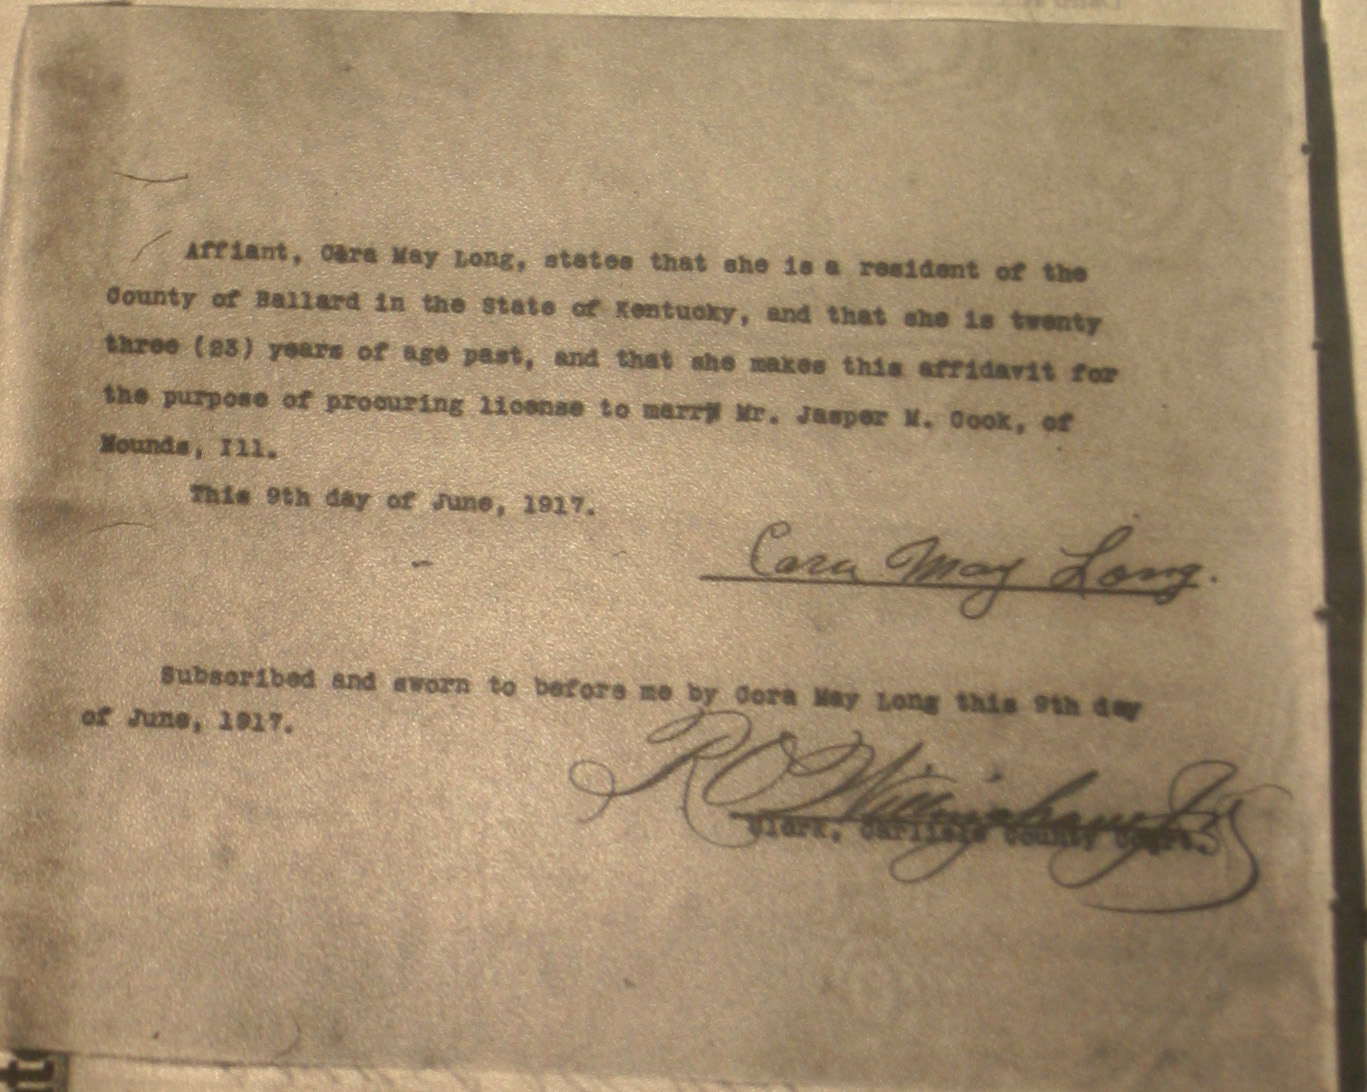 Affiant, Cara May Long, states that she is a resident of the
County of Ballard in the State of Kentucky, and that she is twenty
three (23) years of age past, and that she makes this affidavit for
the purpose of procuring license to marry Mr. Jasper M. Cook, of
Mounds, Ill.
This 9th day of June, 1917.
Cara May Long.
Subscribed and sworn to before me by Cora May Long this 9th day
of June, 1917.
R O Willingham
Clerk, Carlisle County Court.